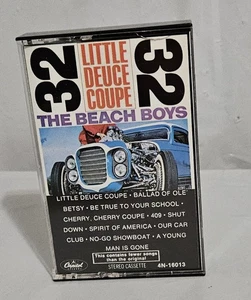 32
LITTLE
DEUCE
COUPE
32
THE BEACH BOYS
LITTLE DEUCE COUPE • BALLAD OF OLE
BETSY • BE TRUE TO YOUR SCHOOL •
CHERRY, CHERRY COUPE • 409 • SHUT
DOWN • SPIRIT OF AMERICA • OUR CAR
CLUB • NO-GO SHOWBOAT • A YOUNG
MAN IS GONE
This contains fewer songs
than the original
Capitol
STEREO CASSETTE
4N-16013